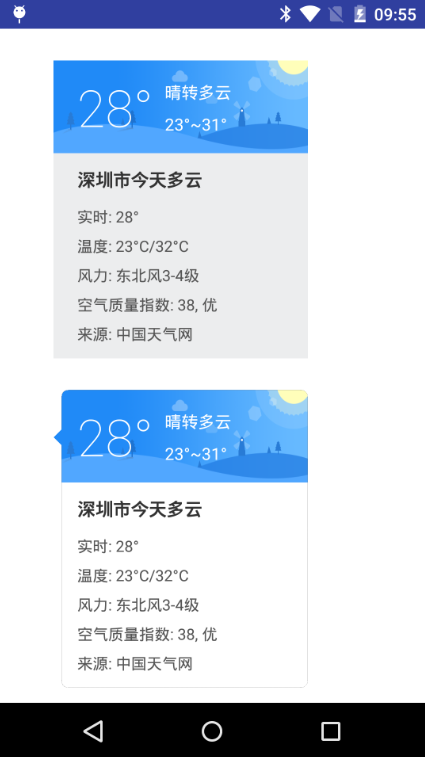 09:55
28°
晴转多云
23°~31°
深圳市今天多云
实时: 28°
温度: 23°C/32°C
风力: 东北风3-4级
空气质量指数: 38, 优
来源: 中国天气网
28°
晴转多云
23°~31°
深圳市今天多云
实时: 28°
温度: 23°C/32°C
风力: 东北风3-4级
空气质量指数: 38, 优
来源: 中国天气网